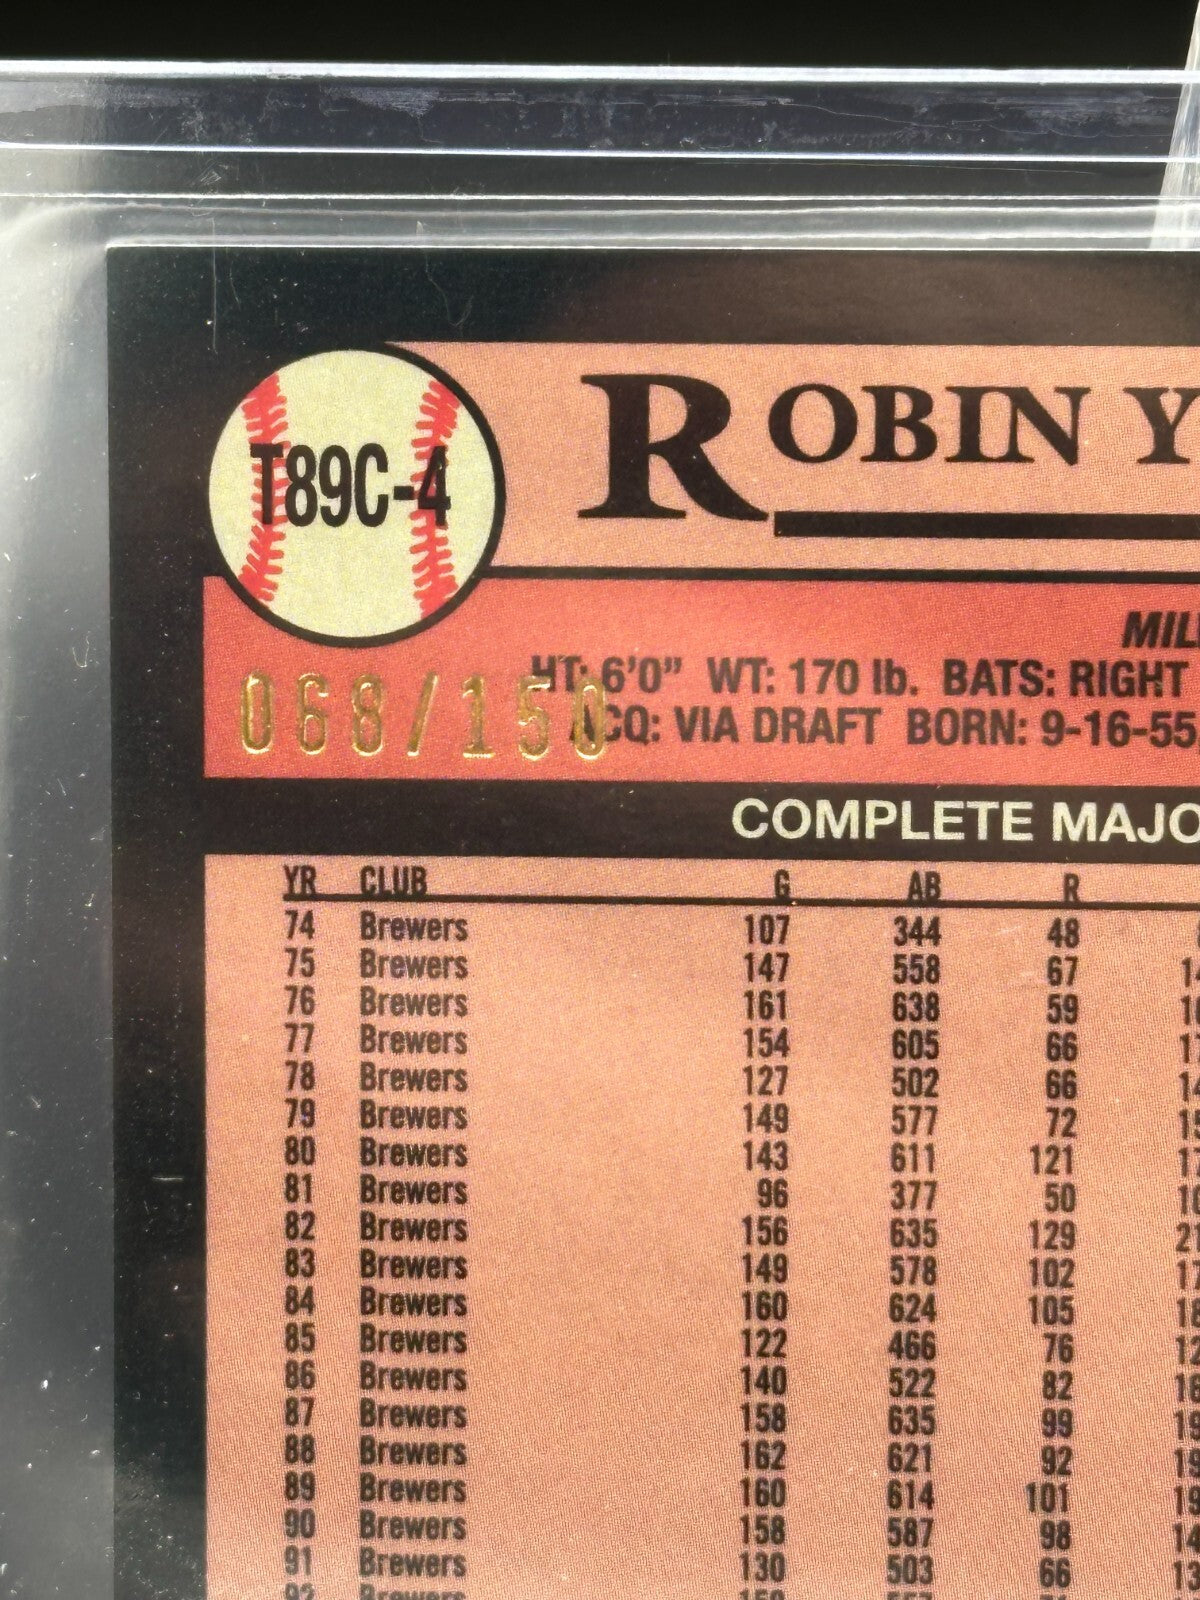 T89C-4
ROBIN Y
MIL
HT: 6'0" WT: 170 lb. BATS: RIGHT
ACQ: VIA DRAFT BORN: 9-16-55
068/150
COMPLETE MAJO
YR CLUB G AB R
74 Brewers 107 344 48
75 Brewers 147 558 67
76 Brewers 161 638 59
77 Brewers 154 605 66
78 Brewers 127 502 66
79 Brewers 149 577 72
80 Brewers 143 611 121
81 Brewers 96 377 50
82 Brewers 156 635 129
83 Brewers 149 578 102
84 Brewers 160 624 105
85 Brewers 122 466 76
86 Brewers 140 522 82
87 Brewers 158 635 99
88 Brewers 162 621 92
89 Brewers 160 614 101
90 Brewers 158 587 98
91 Brewers 130 503 66
92 Brewers